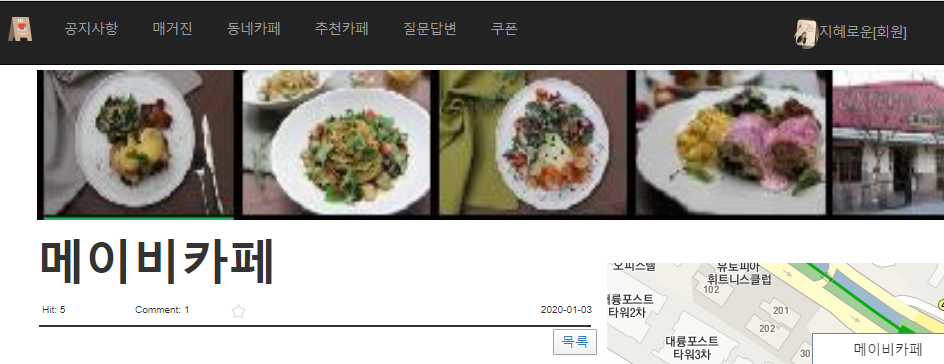 공지사항 매거진 동네카페 추천카페 질문답변 쿠폰 지혜로운[회원]
메이비카페
Hit: 5 Comment: 1 2020-01-03
목록
오피스텔
유토피아
휘트니스클럽
102
대륭포스트
타워2차
201
202
30
대륭포스트
타워3차
메이비카페